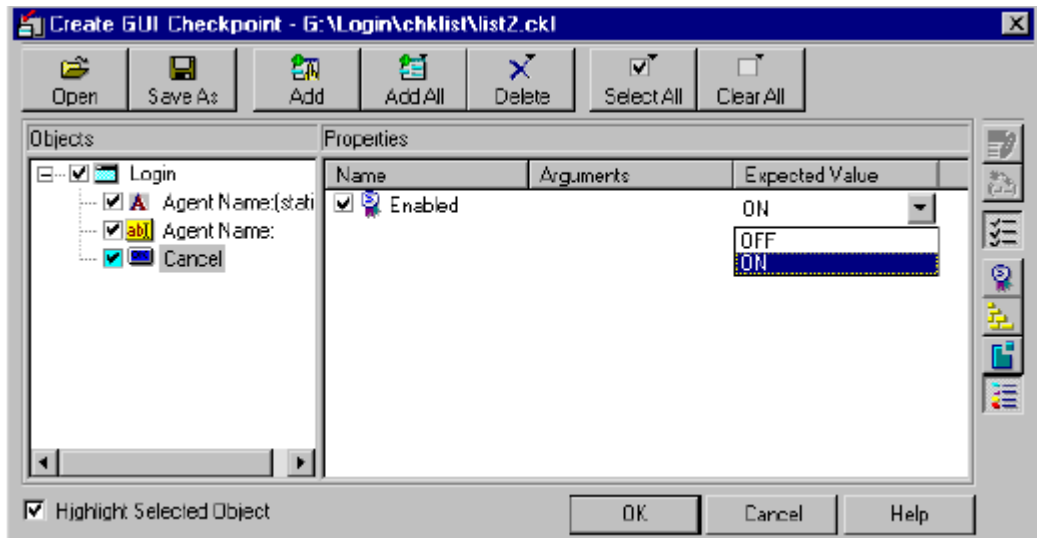 Create GUI Checkpoint - G:\Login\chklist\list2.ckl
Open
Save As
Add
Add All
Delete
Select All
Clear All
Objects
Properties
Login
Agent Name:(stati
Agent Name:
Cancel
Name
Arguments
Expected Value
Enabled
ON
OFF
ON
Highlight Selected Object
OK
Cancel
Help